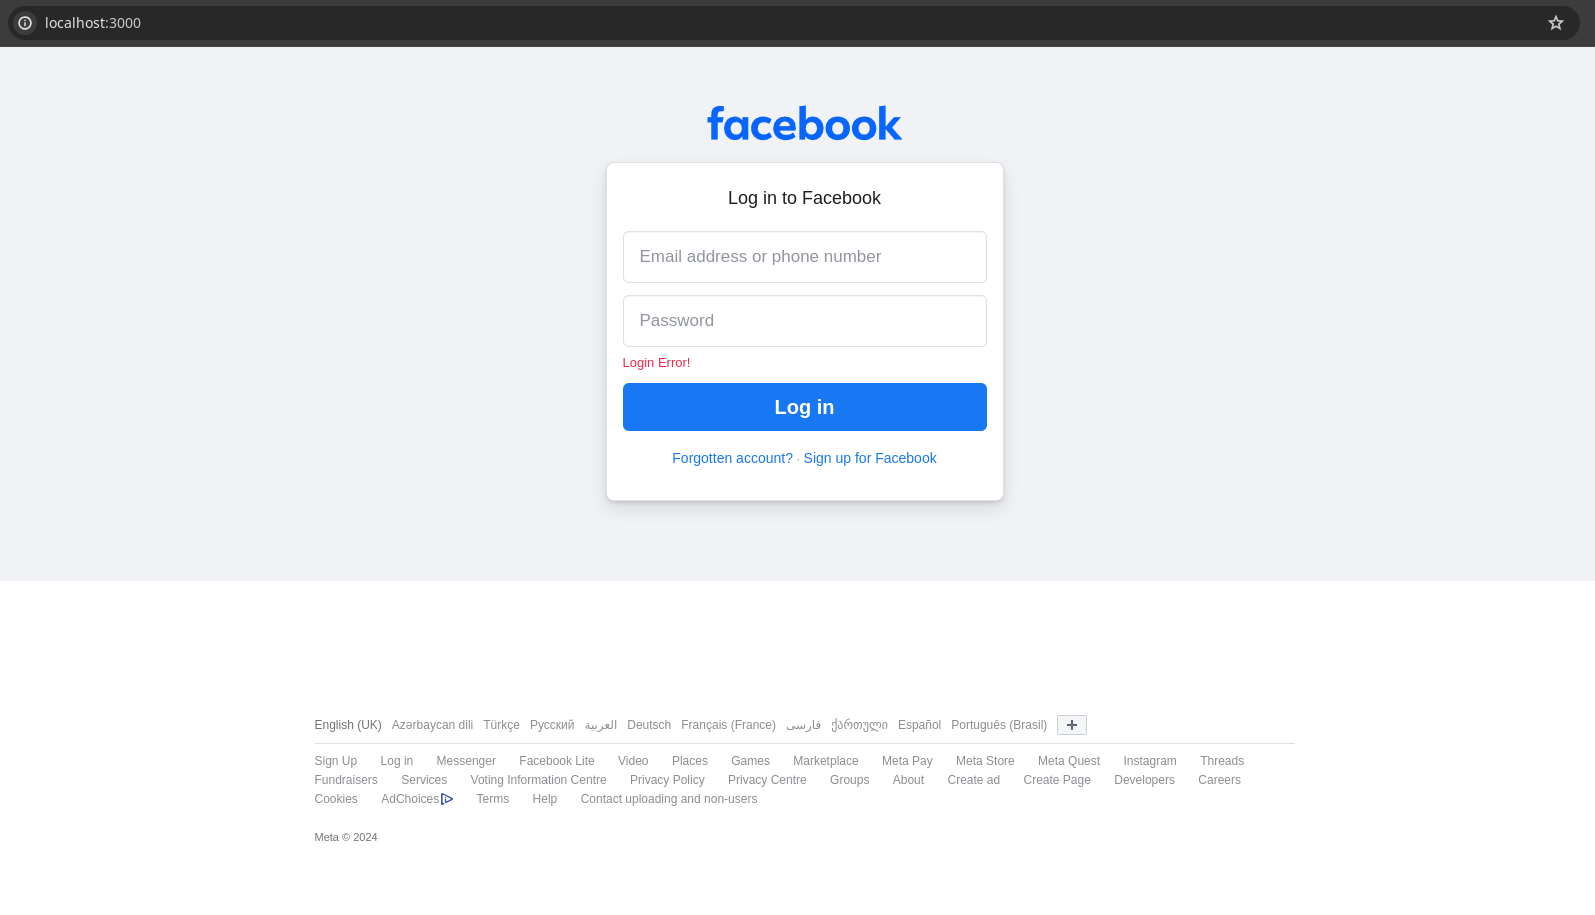 localhost:3000
facebook
Log in to Facebook
Email address or phone number
Password
Login Error!
Log in
Forgotten account? · Sign up for Facebook
English (UK) Azərbaycan dili Türkçe Русский العربية Deutsch Français (France) فارسی ქართული Español Português (Brasil)
Sign Up Log in Messenger Facebook Lite Video Places Games Marketplace Meta Pay Meta Store Meta Quest Instagram Threads
Fundraisers Services Voting Information Centre Privacy Policy Privacy Centre Groups About Create ad Create Page Developers Careers
Cookies AdChoices Terms Help Contact uploading and non-users
Meta © 2024